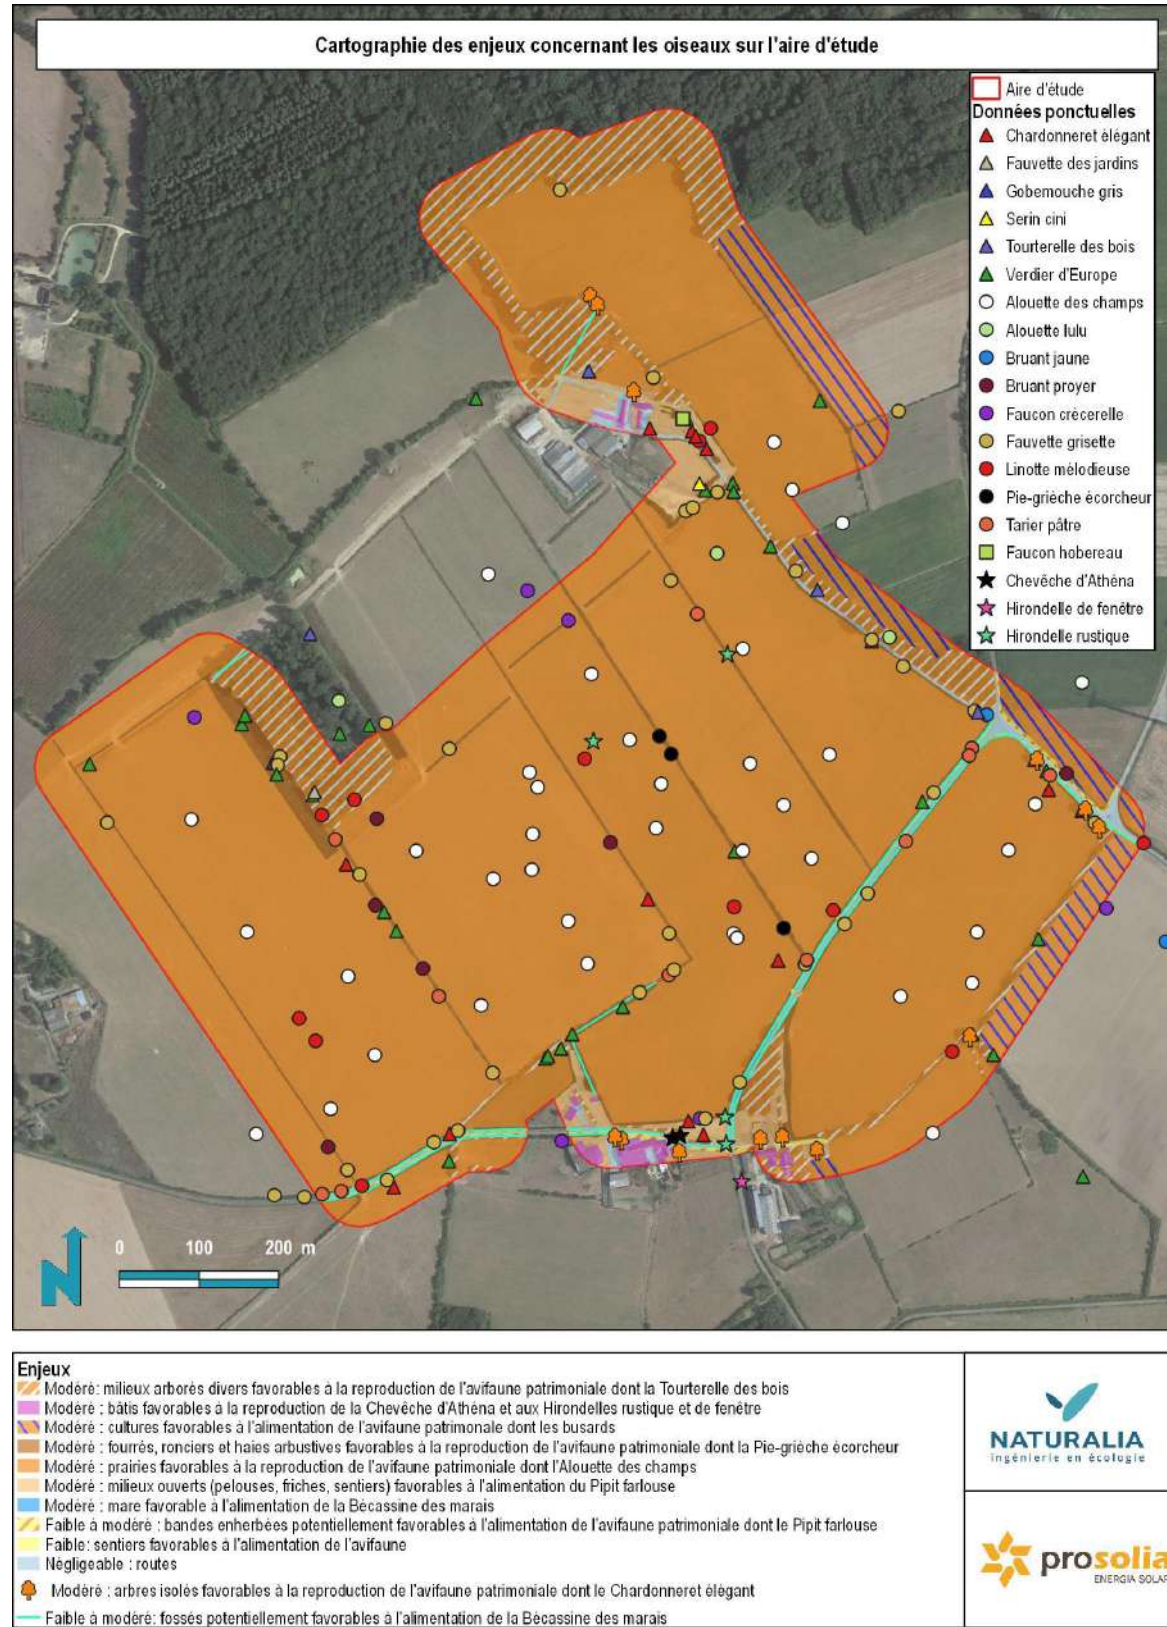 Cartographie des enjeux concernant les oiseaux sur l'aire d'étude
Aire d'étude
Données ponctuelles
Chardonneret élégant
Fauvette des jardins
Gobemouche gris
Serin cini
Tourterelle des bois
Verdier d'Europe
Alouette des champs
Alouette lulu
Bruant jaune
Bruant proyer
Faucon crécerelle
Fauvette grisette
Linotte mélodieuse
Pie-grièche écorcheur
Tarier pâtre
Faucon hobereau
Chevêche d'Athéna
Hirondelle de fenêtre
Hirondelle rustique
N
0 100 200 m
Enjeux
Modéré: milieux arborés divers favorables à la reproduction de l'avifaune patrimoniale dont la Tourterelle des bois
Modéré : bâtis favorables à la reproduction de la Chevêche d'Athéna et aux Hirondelles rustique et de fenêtre
Modéré : cultures favorables à l'alimentation de l'avifaune patrimonale dont les busards
Modéré : fourrés, ronciers et haies arbustives favorables à la reproduction de l'avifaune patrimoniale dont la Pie-grièche écorcheur
Modéré : prairies favorables à la reproduction de l'avifaune patrimoniale dont l'Alouette des champs
Modéré : milieux ouverts (pelouses, friches, sentiers) favorables à l'alimentation du Pipit farlouse
Modéré : mare favorable à l'alimentation de la Bécassine des marais
Faible à modéré : bandes enherbées potentiellement favorables à l'alimentation de l'avifaune patrimoniale dont le Pipit farlouse
Faible: sentiers favorables à l'alimentation de l'avifaune
Négligeable : routes
Modéré : arbres isolés favorables à la reproduction de l'avifaune patrimoniale dont le Chardonneret élégant
Faible à modéré: fossés potentiellement favorables à l'alimentation de la Bécassine des marais
NATURALIA
ingénierie en écologie
prosolia
ENERGIA SOLAR